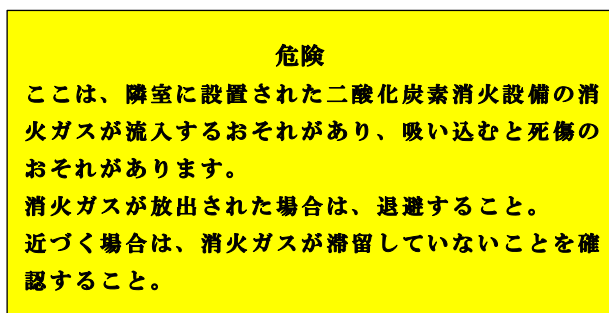 危険
ここは、隣室に設置された二酸化炭素消火設備の消
火ガスが流入するおそれがあり、吸い込むと死傷の
おそれがあります。
消火ガスが放出された場合は、退避すること。
近づく場合は、消火ガスが滞留していないことを確
認すること。